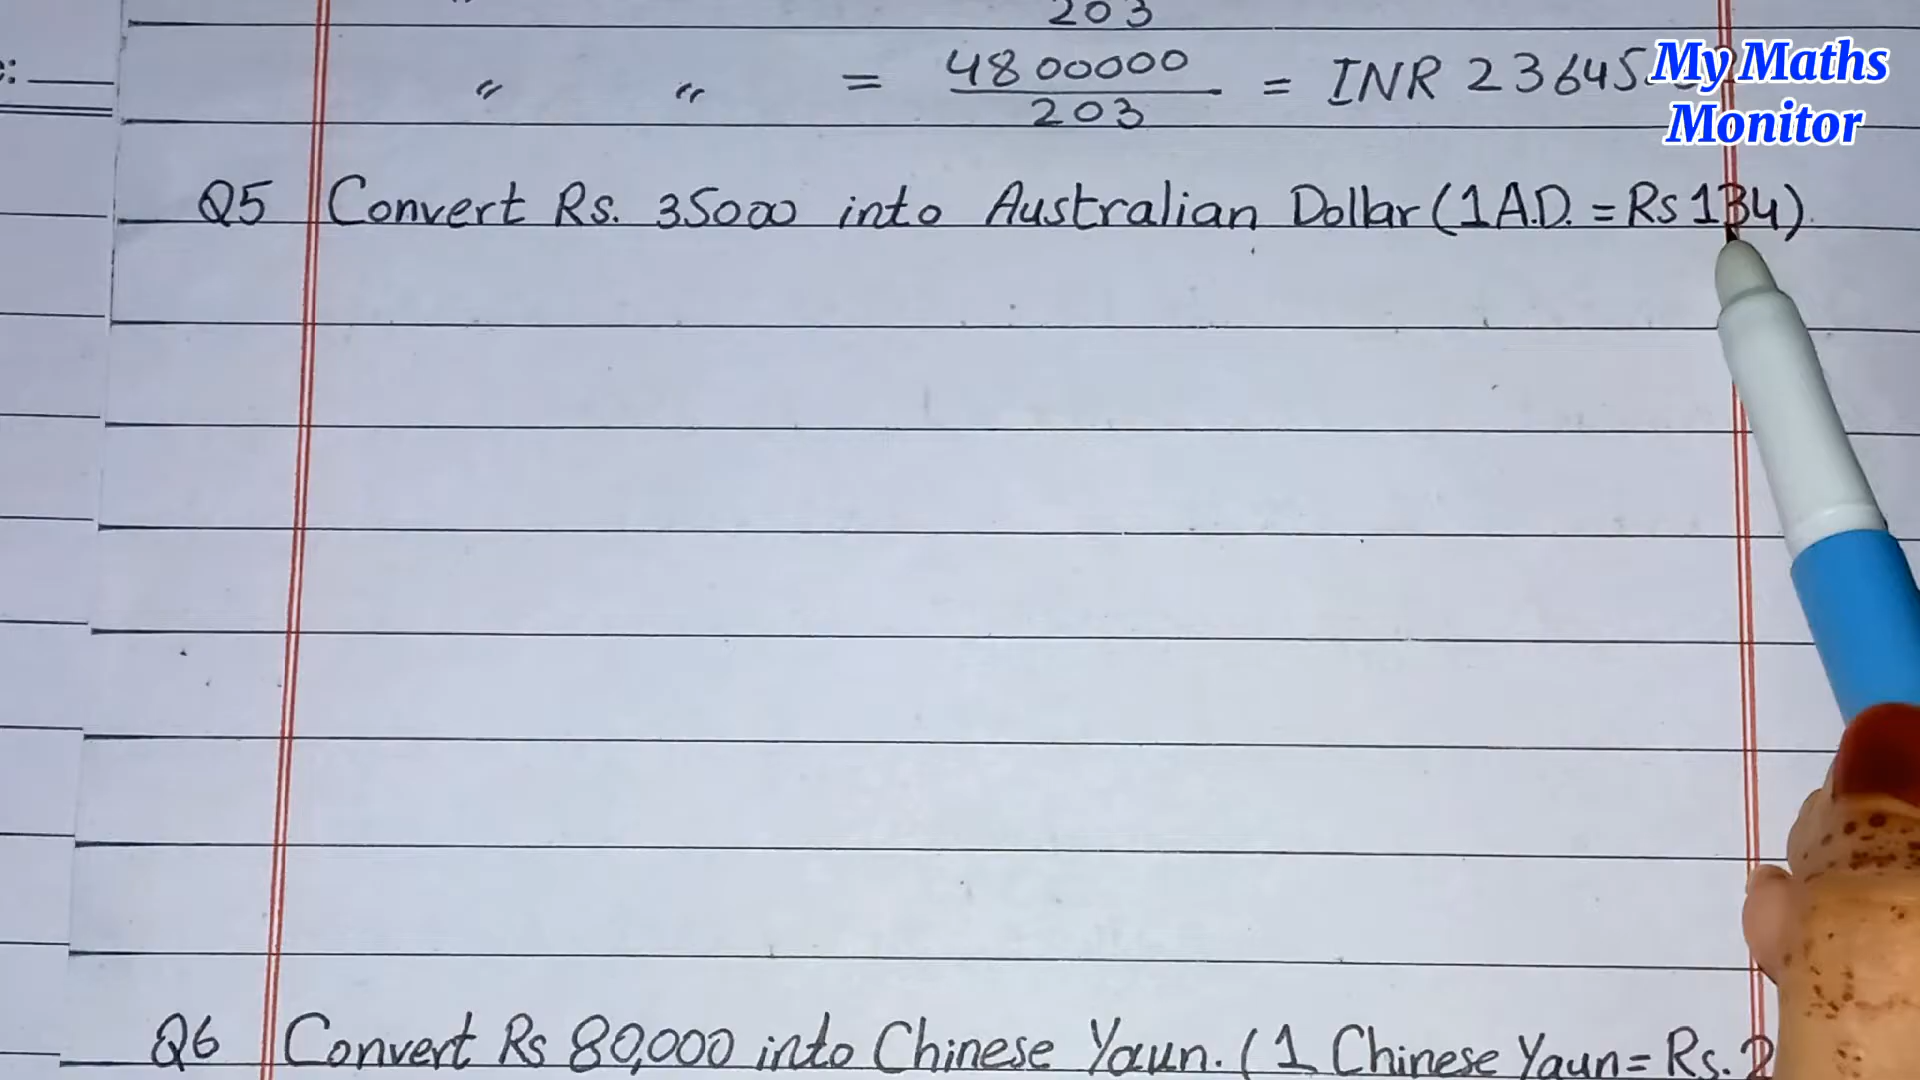 203
" " = 4800000 / 203 = INR 23645.
My Maths
Monitor
Q5 Convert Rs. 35000 into Australian Dollar (1 A.D. = Rs 134).
Q6 Convert Rs 80,000 into Chinese Yaun. (1 Chinese Yaun = Rs. 2